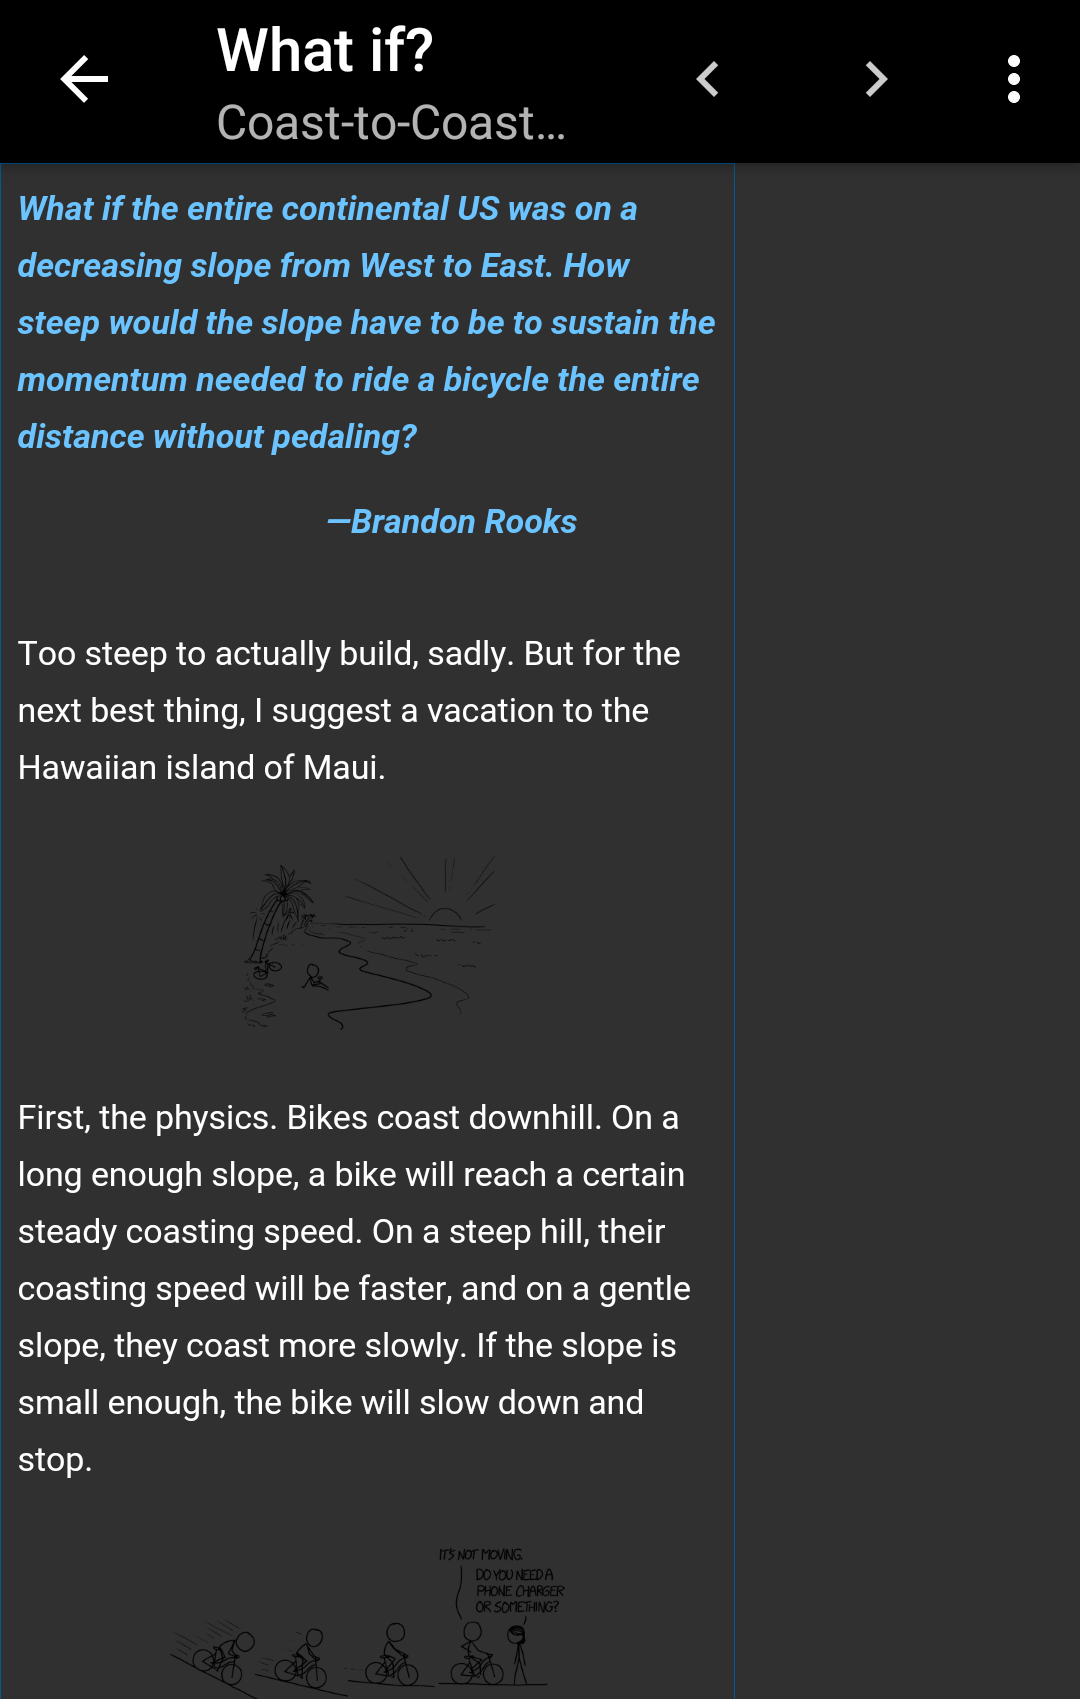 What if?
Coast-to-Coast...
What if the entire continental US was on a
decreasing slope from West to East. How
steep would the slope have to be to sustain the
momentum needed to ride a bicycle the entire
distance without pedaling?
—Brandon Rooks
Too steep to actually build, sadly. But for the
next best thing, I suggest a vacation to the
Hawaiian island of Maui.
First, the physics. Bikes coast downhill. On a
long enough slope, a bike will reach a certain
steady coasting speed. On a steep hill, their
coasting speed will be faster, and on a gentle
slope, they coast more slowly. If the slope is
small enough, the bike will slow down and
stop.
IT'S NOT MOVING.
DO YOU NEED A
PHONE CHARGER
OR SOMETHING?